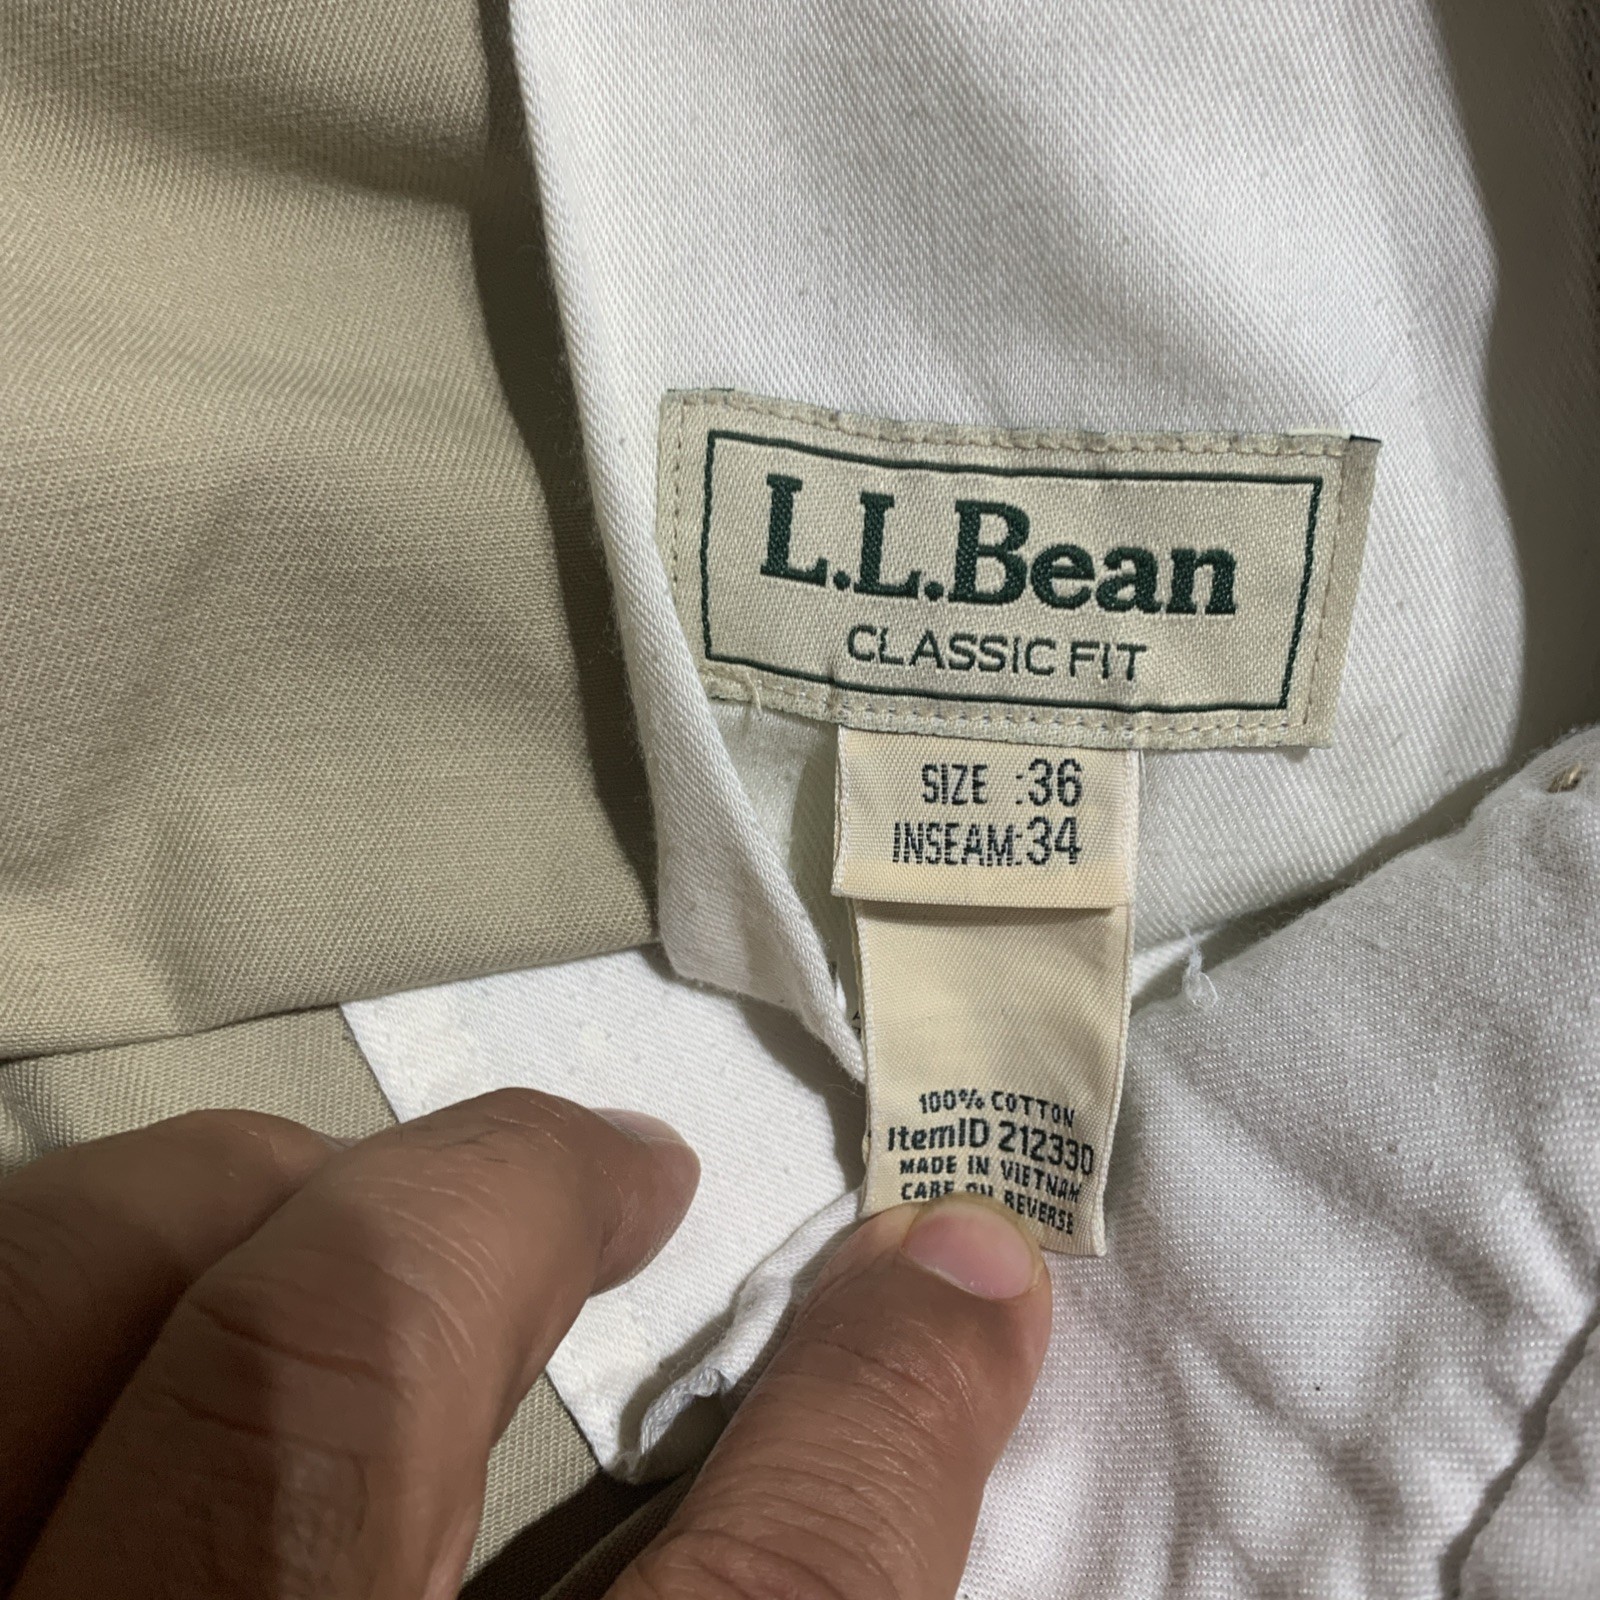 L.L.Bean
CLASSIC FIT
SIZE :36
INSEAM:34
100% COTTON
ItemID 212330
MADE IN VIETNAM
CARE ON REVERSE